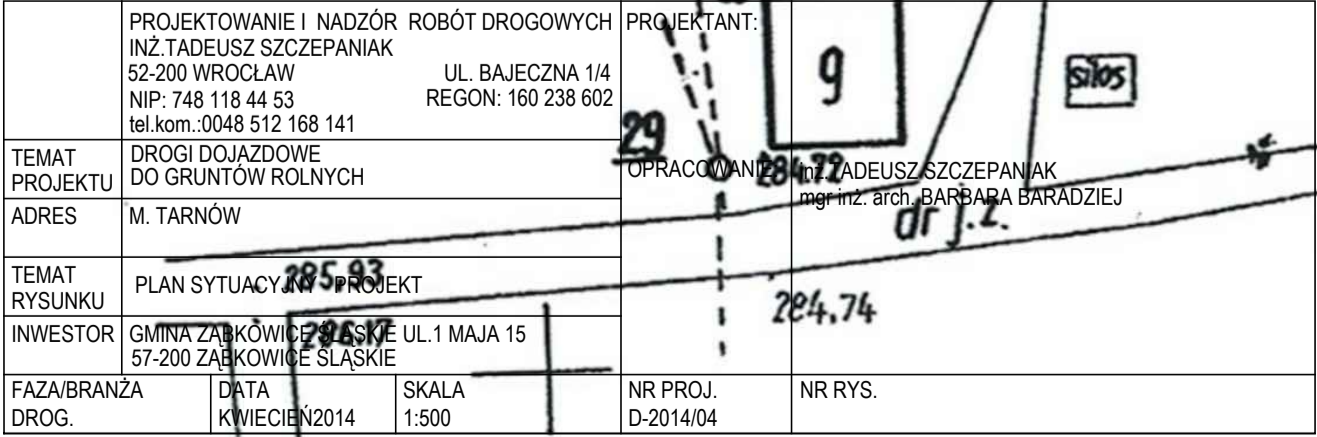 PROJEKTOWANIE I NADZÓR ROBÓT DROGOWYCH
INŻ.TADEUSZ SZCZEPANIAK
52-200 WROCŁAW UL. BAJECZNA 1/4
NIP: 748 118 44 53 REGON: 160 238 602
tel.kom.:0048 512 168 141
PROJEKTANT:
9
silos
29
TEMAT PROJEKTU
DROGI DOJAZDOWE
DO GRUNTÓW ROLNYCH
OPRACOWANIE
284.72
inż.TADEUSZ SZCZEPANIAK
mgr inż. arch. BARBARA BARADZIEJ
ADRES
M. TARNÓW
dr j.ż.
TEMAT RYSUNKU
PLAN SYTUACYJNY PROJEKT
285.93
284.74
INWESTOR
GMINA ZĄBKOWICE ŚLĄSKIE UL.1 MAJA 15
57-200 ZĄBKOWICE ŚLĄSKIE
FAZA/BRANŻA
DROG.
DATA
KWIECIEŃ2014
SKALA
1:500
NR PROJ.
D-2014/04
NR RYS.